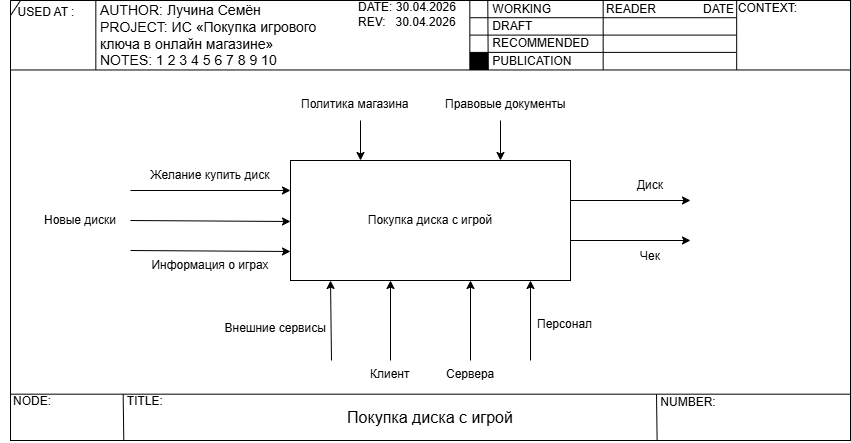 USED AT :
AUTHOR: Лучина Семён
PROJECT: ИС «Покупка игрового
ключа в онлайн магазине»
NOTES: 1 2 3 4 5 6 7 8 9 10
DATE: 30.04.2026
REV: 30.04.2026
WORKING
DRAFT
RECOMMENDED
PUBLICATION
READER DATE
CONTEXT:
Политика магазина
Правовые документы
Желание купить диск
Новые диски
Информация о играх
Покупка диска с игрой
Диск
Чек
Внешние сервисы
Клиент
Сервера
Персонал
NODE:
TITLE:
Покупка диска с игрой
NUMBER: